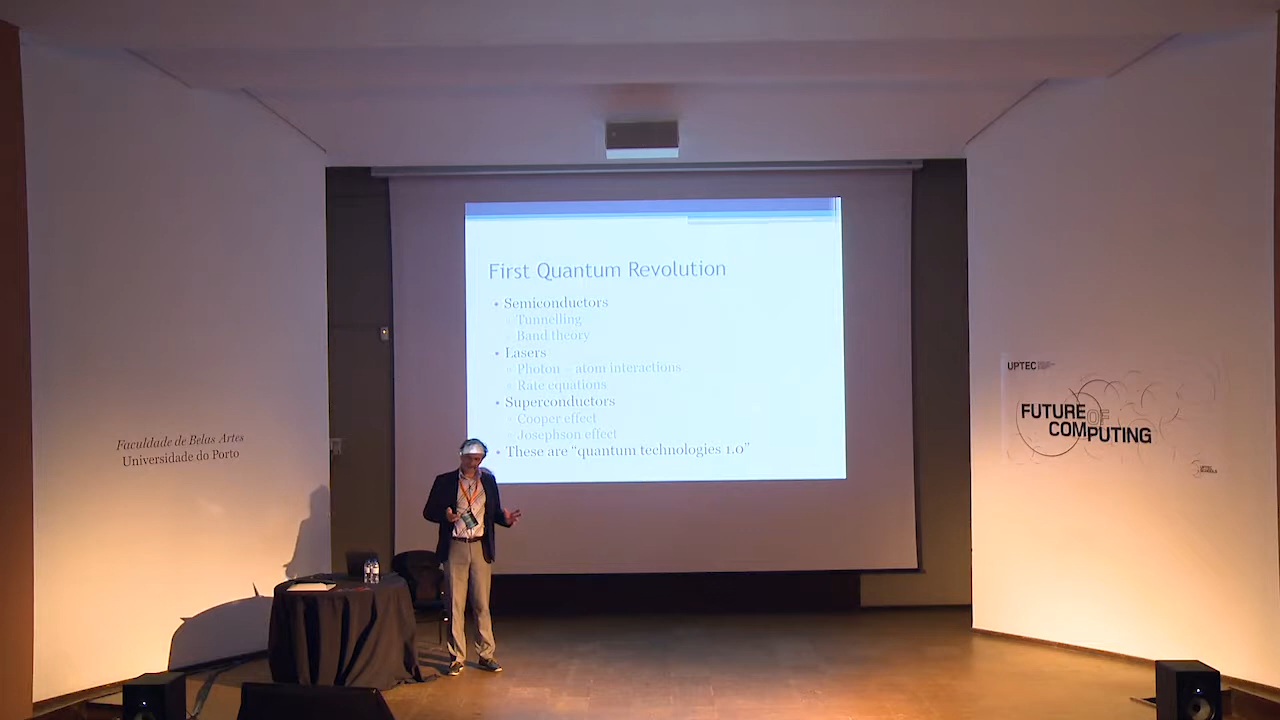 First Quantum Revolution
• Semiconductors
▫ Tunnelling
▫ Band theory
• Lasers
▫ Photon – atom interactions
▫ Rate equations
• Superconductors
▫ Cooper effect
▫ Josephson effect
• These are “quantum technologies 1.0”
Faculdade de Belas Artes
Universidade do Porto
UPTEC
FUTURE OF
COMPUTING
UPTEC